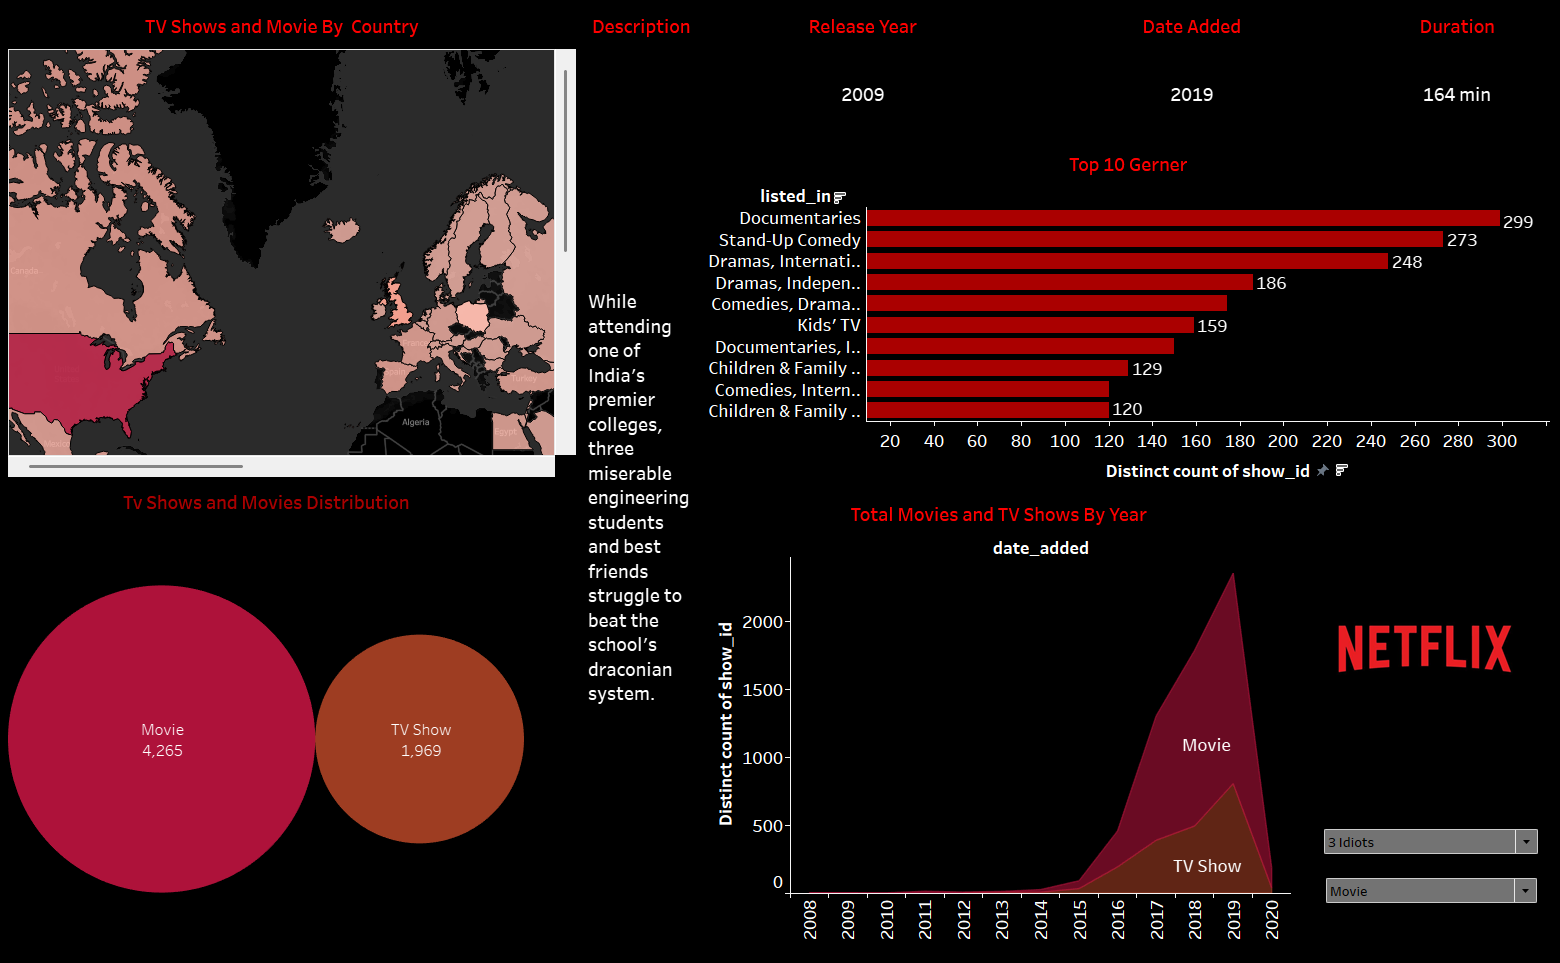 TV Shows and Movie By  Country
Description
Release Year
Date Added
Duration
2009
2019
164 min
Canada
France
Spain
Turkey
Algeria
Egypt
Mexico
While
attending
one of
India’s
premier
colleges,
three
miserable
engineering
students
and best
friends
struggle to
beat the
school’s
draconian
system.
Top 10 Gerner
listed_in
Documentaries 299
Stand-Up Comedy 273
Dramas, Internati.. 248
Dramas, Indepen.. 186
Comedies, Drama..
Kids’ TV 159
Documentaries, I..
Children & Family .. 129
Comedies, Intern..
Children & Family .. 120
20 40 60 80 100 120 140 160 180 200 220 240 260 280 300
Distinct count of show_id
Tv Shows and Movies Distribution
Movie
4,265
TV Show
1,969
Total Movies and TV Shows By Year
date_added
Distinct count of show_id
2000
1500
1000
500
0
Movie
TV Show
2008 2009 2010 2011 2012 2013 2014 2015 2016 2017 2018 2019 2020
NETFLIX
3 Idiots
Movie